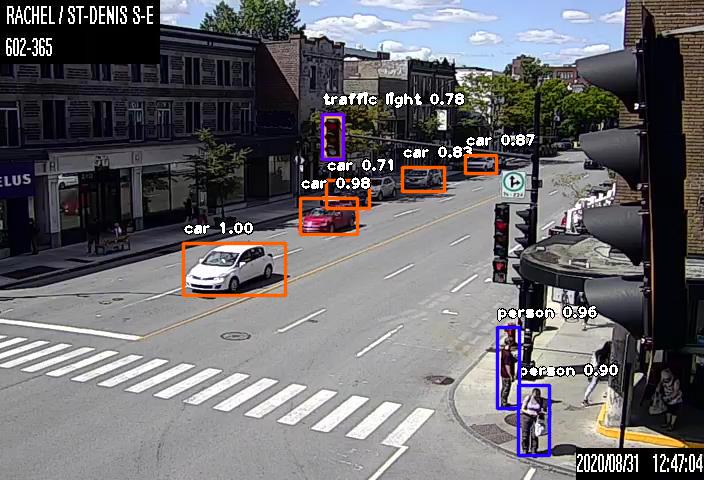 RACHEL / ST-DENIS S-E
602-365
traffic light 0.78
car 0.87
car 0.83
car 0.71
car 0.98
car 1.00
ELUS
person 0.96
person 0.90
2020/08/31 12:47:04